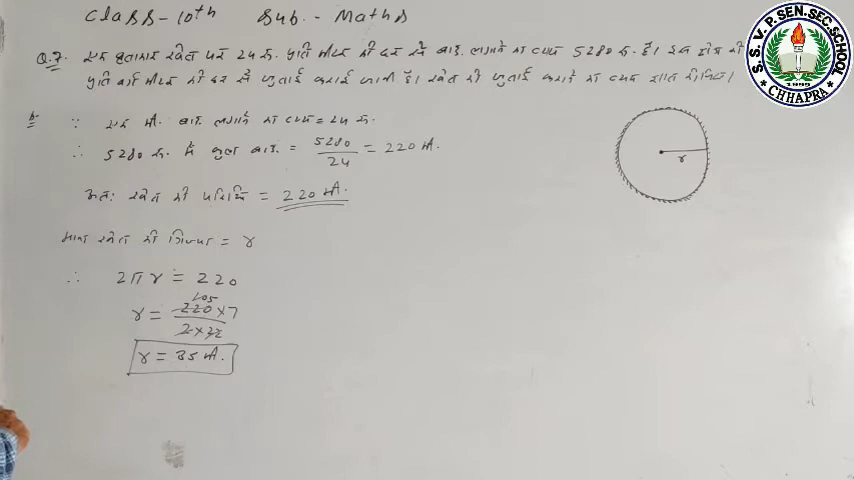 Class - 10th Sub. - Maths
Q.7. एक वृत्ताकार खेत पर 24 रु. प्रति मीटर की दर से बाड़ लगाने का व्यय 5280 रु. है। इस की
प्रति वर्ग मीटर की दर से जुताई कराई जानी है। खेत की जुताई कराने का व्यय ज्ञात कीजिए।
∵ एक मी. बाड़ लगाने का व्यय = 24 रु.
∴ 5280 रु. में कुल बाड़ = 5280/24 = 220 मी.
अतः खेत की परिधि = 220 मी.
माना खेत की त्रिज्या = r
∴ 2πr = 220
r = 220×7/2×22
r = 35 मी.
r
S.S.V.P.SEN.SEC.SCHOOL
CHHAPRA